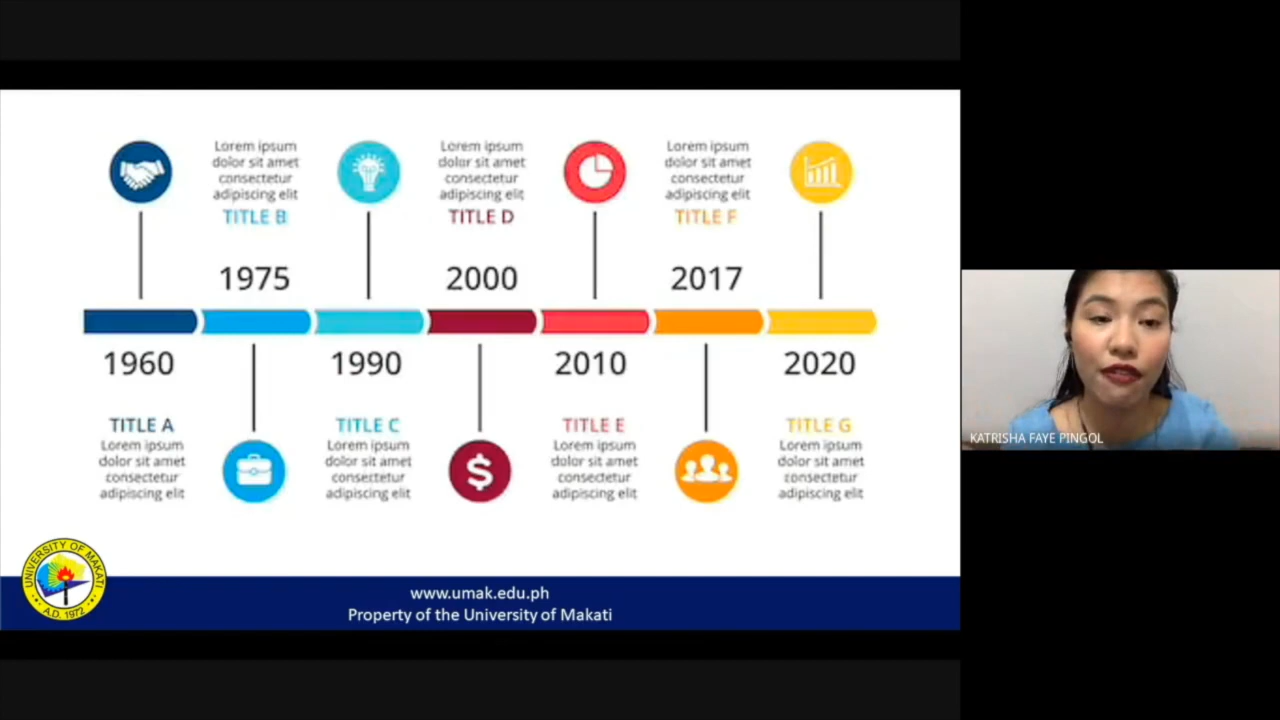 Lorem ipsum
dolor sit amet
consectetur
adipiscing elit
TITLE B
Lorem ipsum
dolor sit amet
consectetur
adipiscing elit
TITLE D
Lorem ipsum
dolor sit amet
consectetur
adipiscing elit
TITLE F
1975
2000
2017
1960
1990
2010
2020
TITLE A
Lorem ipsum
dolor sit amet
consectetur
adipiscing elit
TITLE C
Lorem ipsum
dolor sit amet
consectetur
adipiscing elit
$
TITLE E
Lorem ipsum
dolor sit amet
consectetur
adipiscing elit
TITLE G
Lorem ipsum
dolor sit amet
consectetur
adipiscing elit
KATRISHA FAYE PINGOL
UNIVERSITY OF MAKATI
A.D. 1972
www.umak.edu.ph
Property of the University of Makati